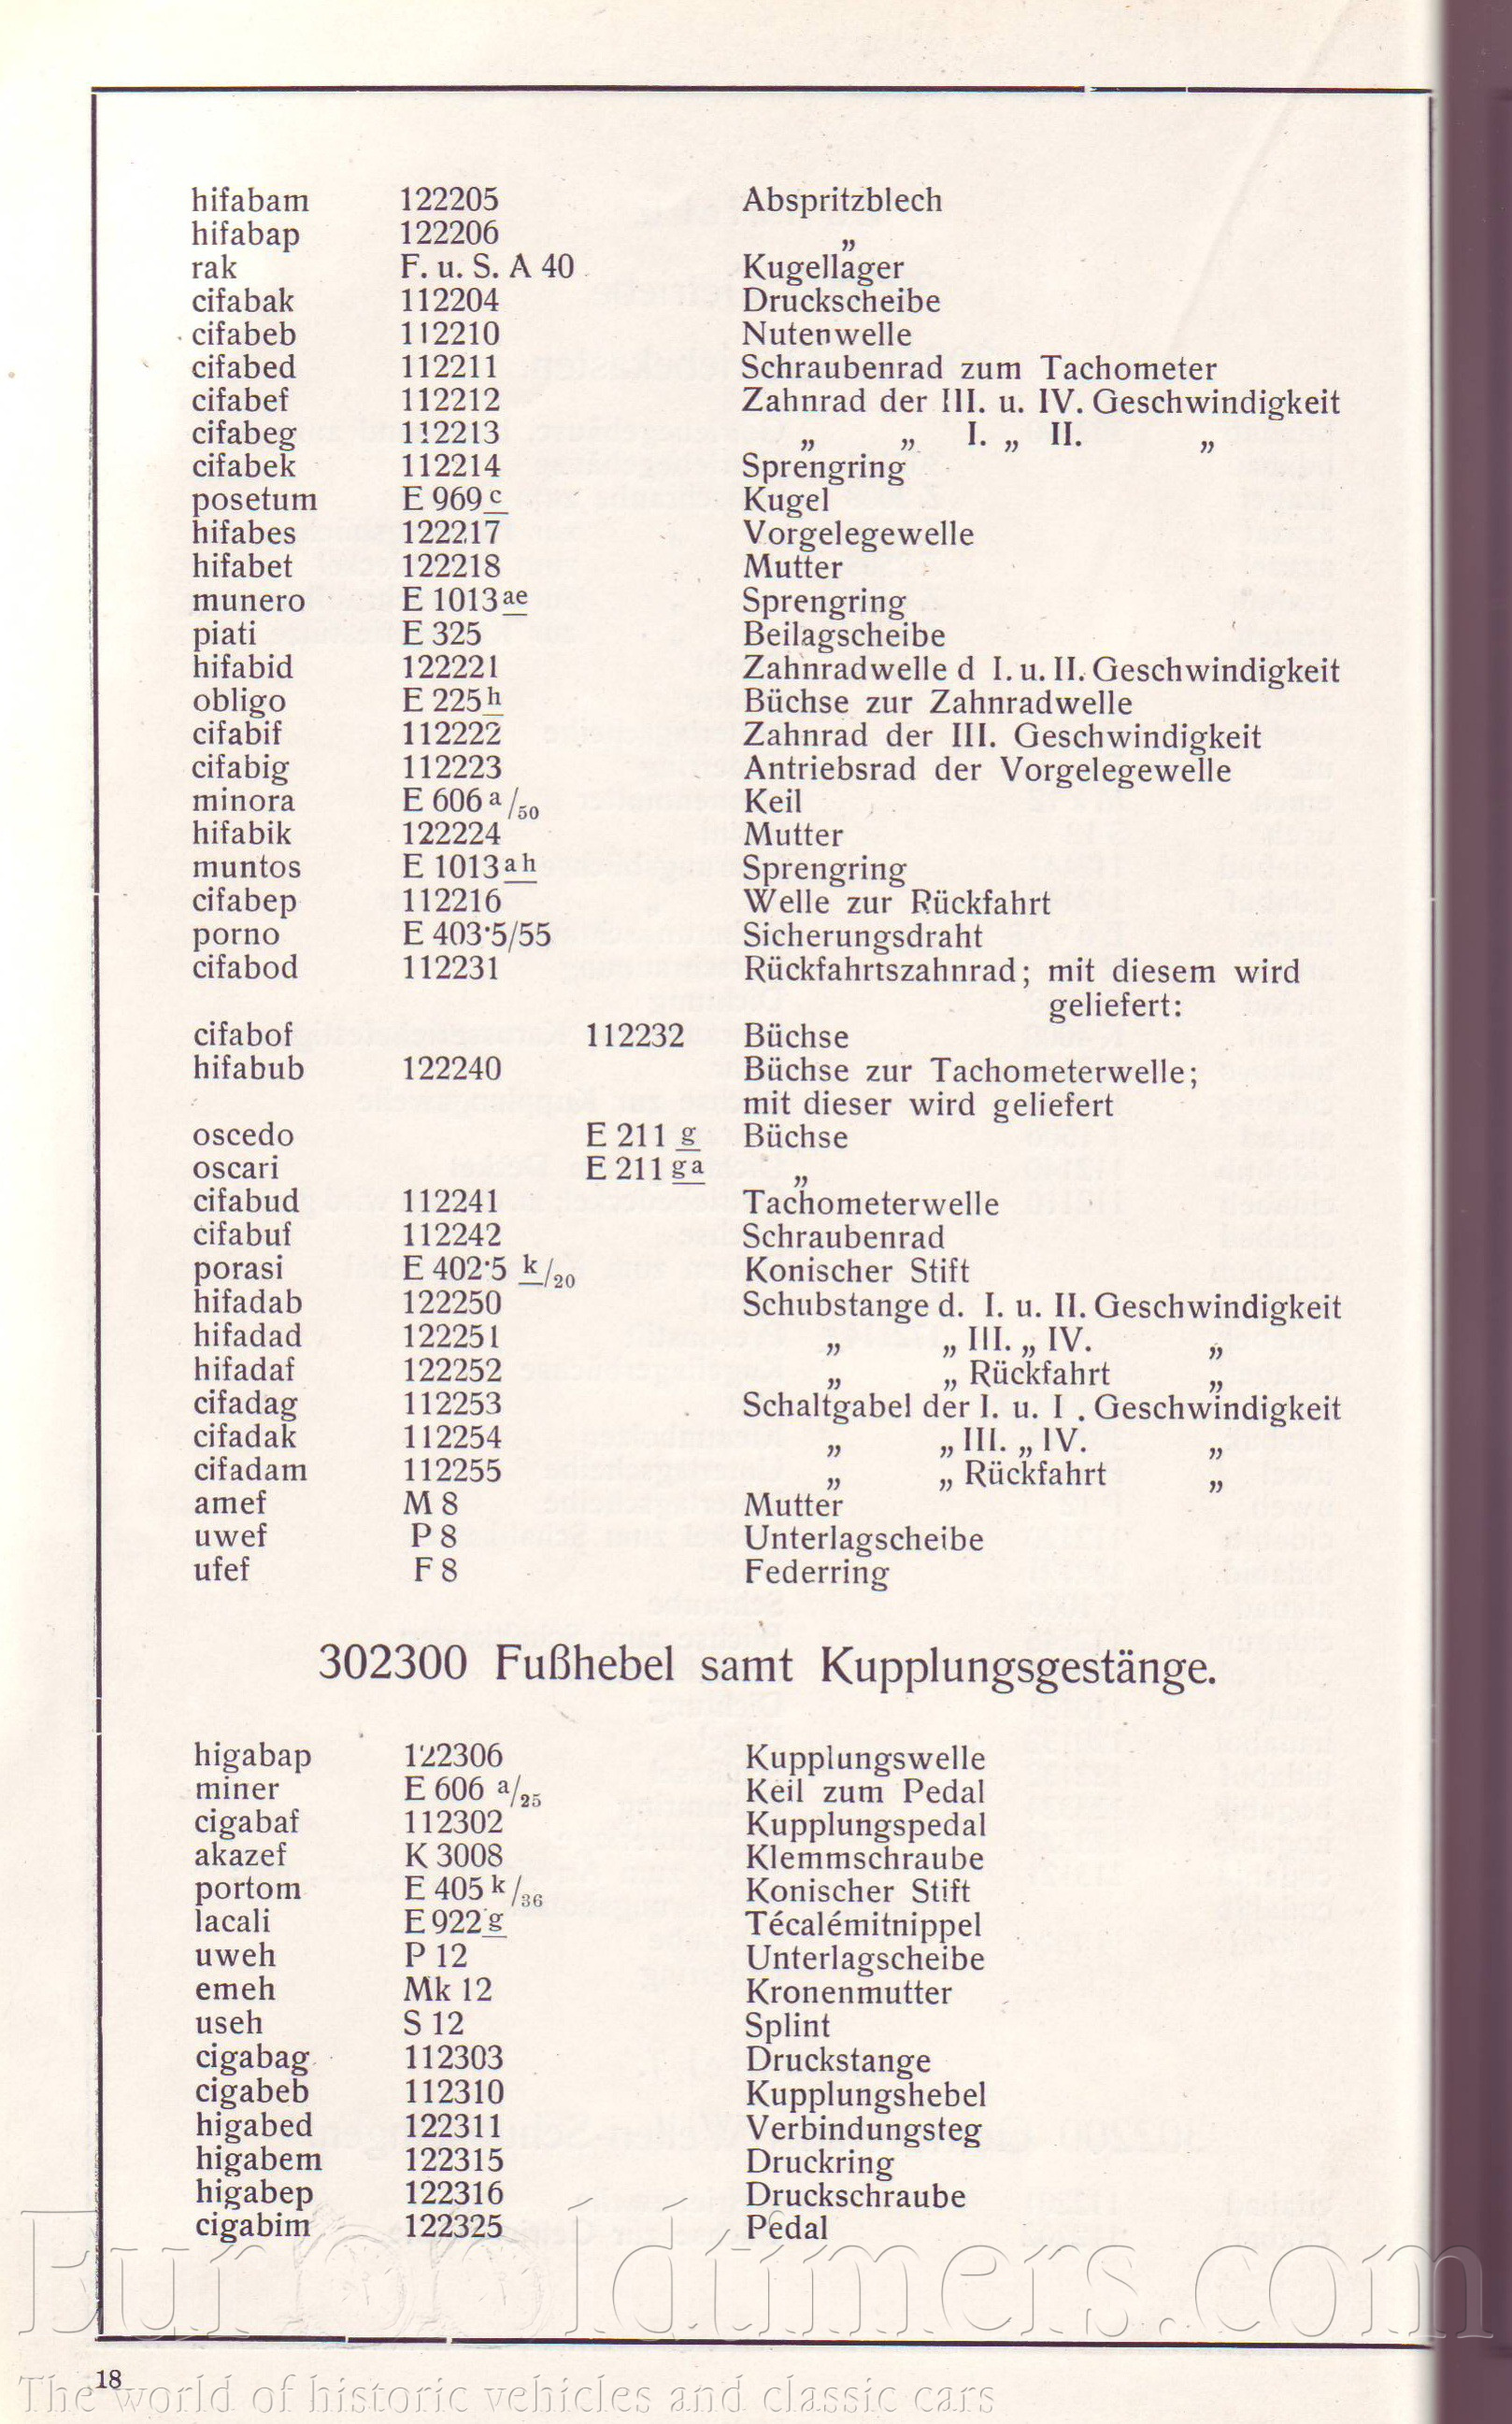 hifabam 122205 Abspritzblech
hifabap 122206 „
rak F. u. S. A 40 Kugellager
cifabak 112204 Druckscheibe
cifabeb 112210 Nutenwelle
cifabed 112211 Schraubenrad zum Tachometer
cifabef 112212 Zahnrad der III. u. IV. Geschwindigkeit
cifabeg 112213 „ „ I. „ II. „
cifabek 112214 Sprengring
posetum E 969 c Kugel
hifabes 122217 Vorgelegewelle
hifabet 122218 Mutter
munero E 1013 ae Sprengring
piati E 325 Beilagscheibe
hifabid 122221 Zahnradwelle d I. u. II. Geschwindigkeit
obligo E 225 h Büchse zur Zahnradwelle
cifabif 112222 Zahnrad der III. Geschwindigkeit
cifabig 112223 Antriebsrad der Vorgelegewelle
minora E 606 a/50 Keil
hifabik 122224 Mutter
muntos E 1013 ah Sprengring
cifabep 112216 Welle zur Rückfahrt
porno E 403·5/55 Sicherungsdraht
cifabod 112231 Rückfahrtszahnrad; mit diesem wird
geliefert:
cifabof 112232 Büchse
hifabub 122240 Büchse zur Tachometerwelle;
mit dieser wird geliefert
oscedo E 211 g Büchse
oscari E 211 ga „
cifabud 112241 Tachometerwelle
cifabuf 112242 Schraubenrad
porasi E 402·5 k/20 Konischer Stift
hifadab 122250 Schubstange d. I. u. II. Geschwindigkeit
hifadad 122251 „ „ III. „ IV. „
hifadaf 122252 „ „ Rückfahrt „
cifadag 112253 Schaltgabel der I. u. I . Geschwindigkeit
cifadak 112254 „ „ III. „ IV. „
cifadam 112255 „ „ Rückfahrt „
amef M 8 Mutter
uwef P 8 Unterlagscheibe
ufef F 8 Federring
302300 Fußhebel samt Kupplungsgestänge.
higabap 122306 Kupplungswelle
miner E 606 a/25 Keil zum Pedal
cigabaf 112302 Kupplungspedal
akazef K 3008 Klemmschraube
portom E 405 k/36 Konischer Stift
lacali E 922 g Técalémitnippel
uweh P 12 Unterlagscheibe
emeh Mk 12 Kronenmutter
useh S 12 Splint
cigabag 112303 Druckstange
cigabeb 112310 Kupplungshebel
higabed 122311 Verbindungsteg
higabem 122315 Druckring
higabep 122316 Druckschraube
cigabim 122325 Pedal
18
The world of historic vehicles and classic cars